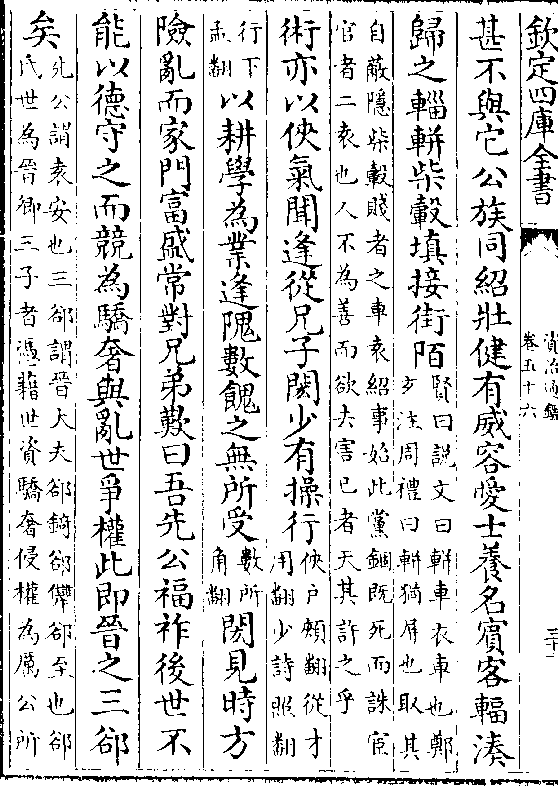 欽定四庫全書
資治通鑑
卷五十六
三十二
甚不與它公族同紹壯健有威容愛士養名賓客輻湊
歸之輜軿柴轂填接街陌
賢曰說文曰軿車衣車也鄭
𤣥注周禮曰軿猶屏也取其
自蔽隱柴轂賤者之車袁紹事始此黨錮既死而誅宦
官者二袁也人不為善而欲去害已者天其許之乎
術亦以俠氣聞逢從兄子閎少有操行
俠户頰翻從才
用翻少詩照翻
行下
孟翻
以耕學為業逢隗數餽之無所受
數所
角翻
閎見時方
險亂而家門富盛常對兄弟歎曰吾先公福祚後世不
能以德守之而競為驕奢與亂世爭權此即晉之三郤
矣
先公謂袁安也三郤謂晉大夫郤錡郤犨郤至也郤
氏世為晉卿三子者憑藉世資驕奢侵權為厲公所